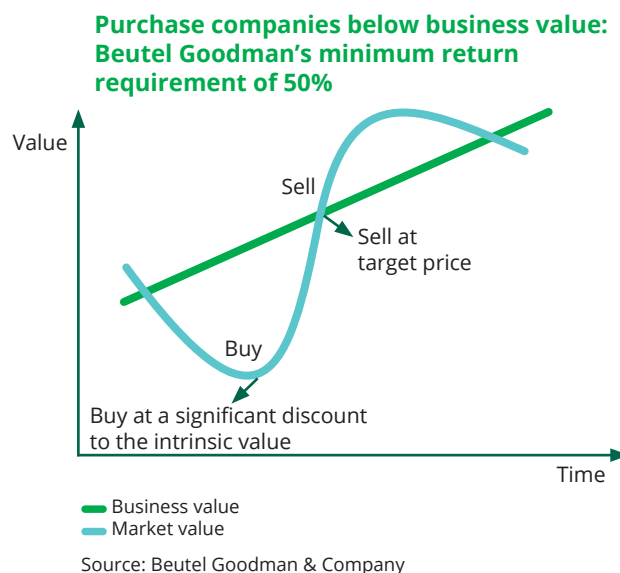 Purchase companies below business value:
Beutel Goodman’s minimum return
requirement of 50%
Value
Sell
Sell at
target price
Buy
Buy at a significant discount
to the intrinsic value
Time
Business value
Market value
Source: Beutel Goodman & Company